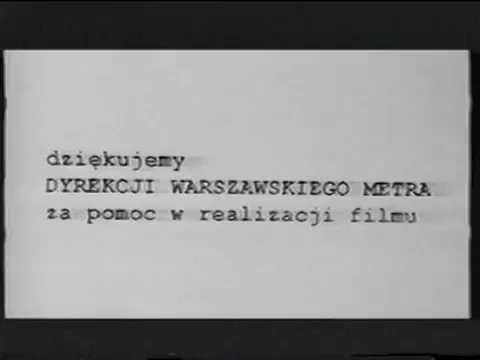 dziękujemy
DYREKCJI WARSZAWSKIEGO METRA
za pomoc w realizacji filmu